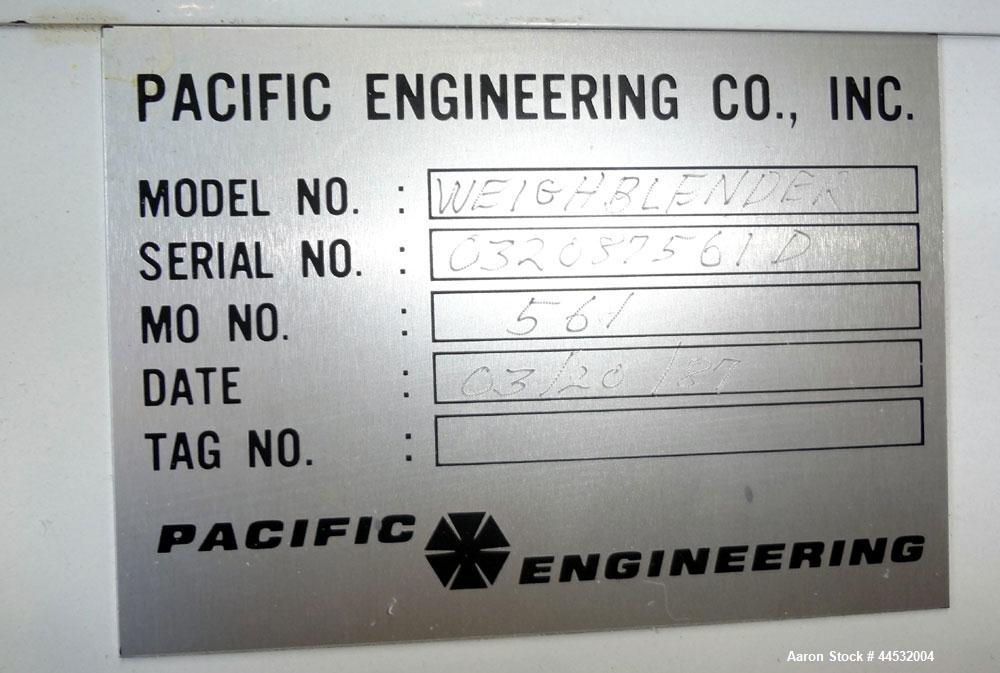 PACIFIC ENGINEERING CO., INC.
MODEL NO. : WEIGHBLENDER
SERIAL NO. : 032087561 D
MO NO. : 561
DATE : 03/20/87
TAG NO. :
PACIFIC ENGINEERING
Aaron Stock # 44532004